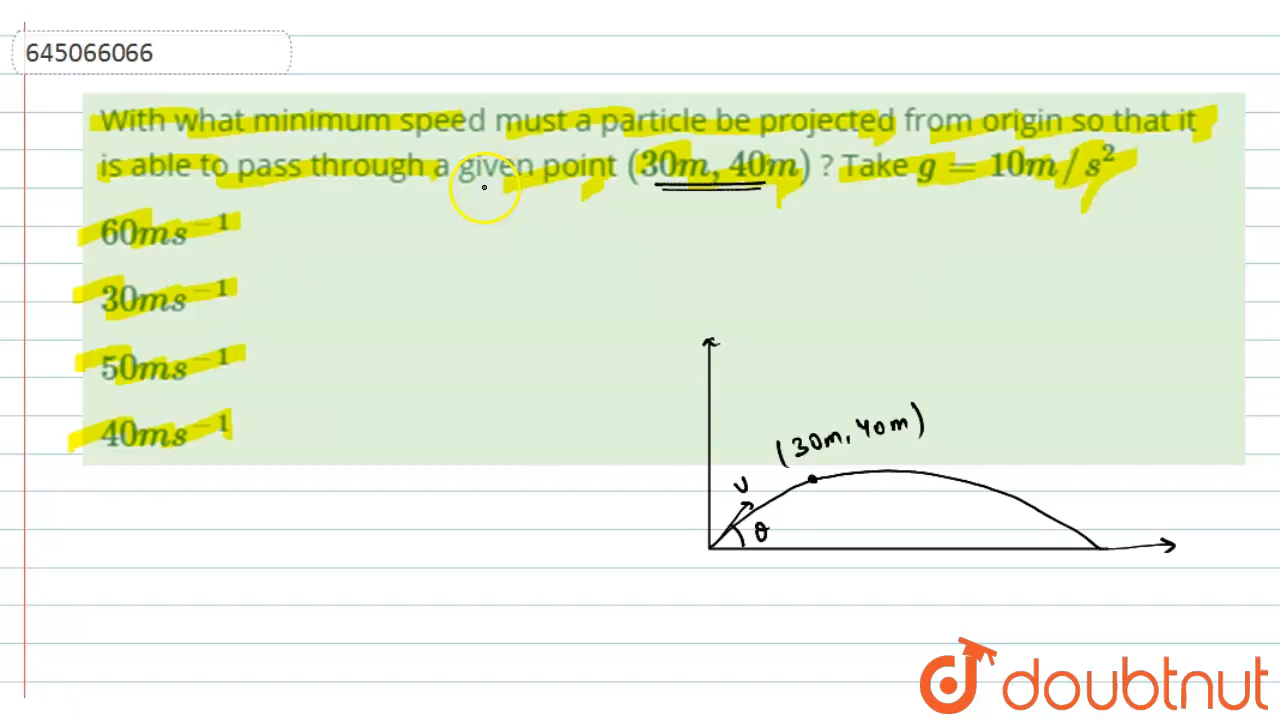 645066066
With what minimum speed must a particle be projected from origin so that it
is able to pass through a given point (30m, 40m) ? Take g = 10m/s²
60ms⁻¹
30ms⁻¹
50ms⁻¹
40ms⁻¹
(30m, 40m)
U
θ
doubtnut